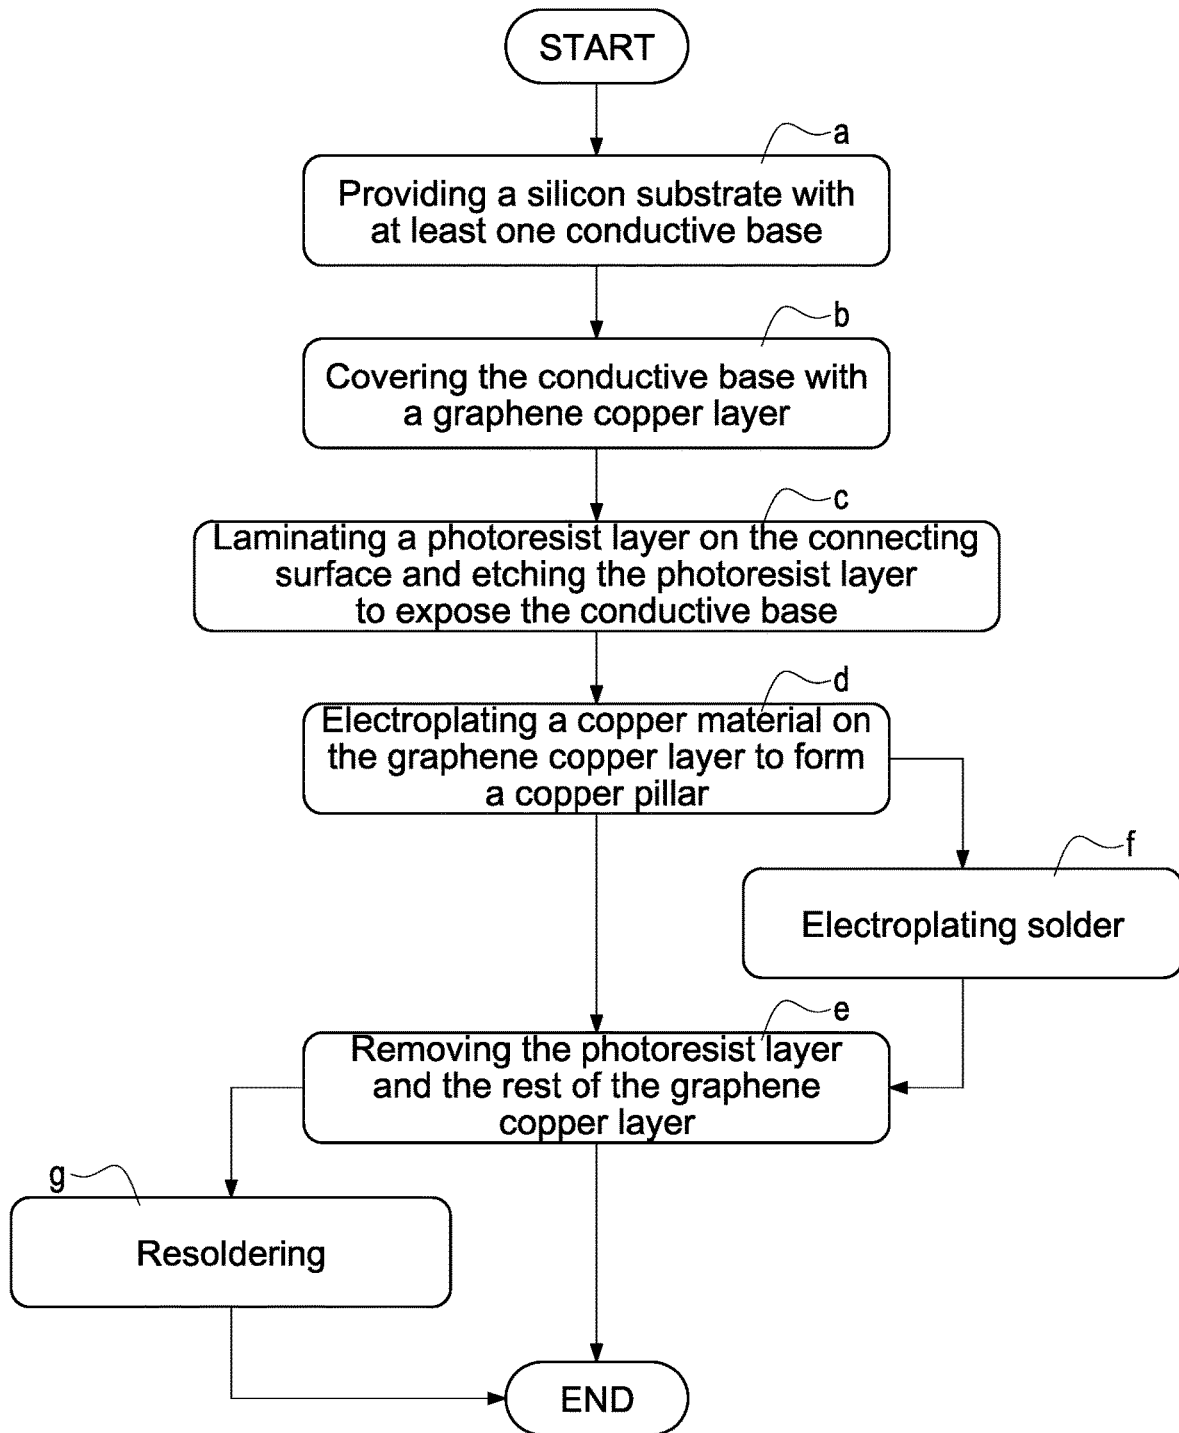 START
a
Providing a silicon substrate with
at least one conductive base
b
Covering the conductive base with
a graphene copper layer
c
Laminating a photoresist layer on the connecting
surface and etching the photoresist layer
to expose the conductive base
d
Electroplating a copper material on
the graphene copper layer to form
a copper pillar
f
Electroplating solder
e
Removing the photoresist layer
and the rest of the graphene
copper layer
g
Resoldering
END